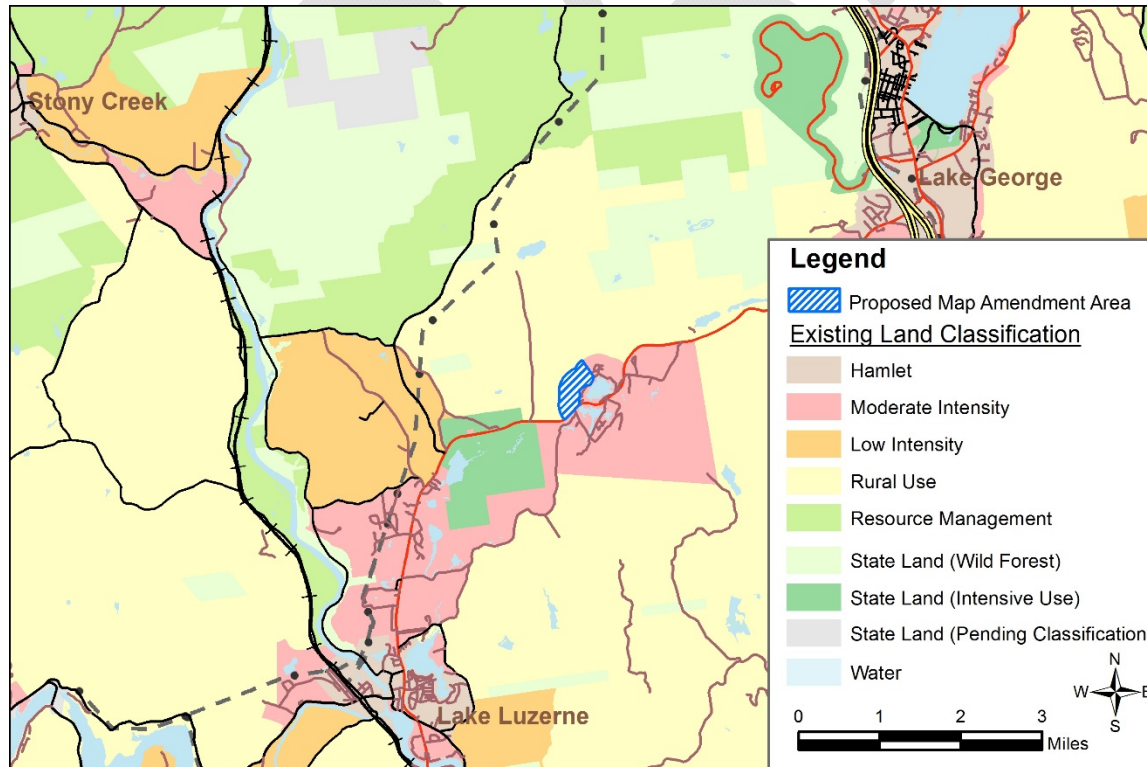 Stony Creek
Lake George
Lake Luzerne
Legend
Proposed Map Amendment Area
Existing Land Classification
Hamlet
Moderate Intensity
Low Intensity
Rural Use
Resource Management
State Land (Wild Forest)
State Land (Intensive Use)
State Land (Pending Classification
Water
N
W E
S
0 1 2 3
Miles